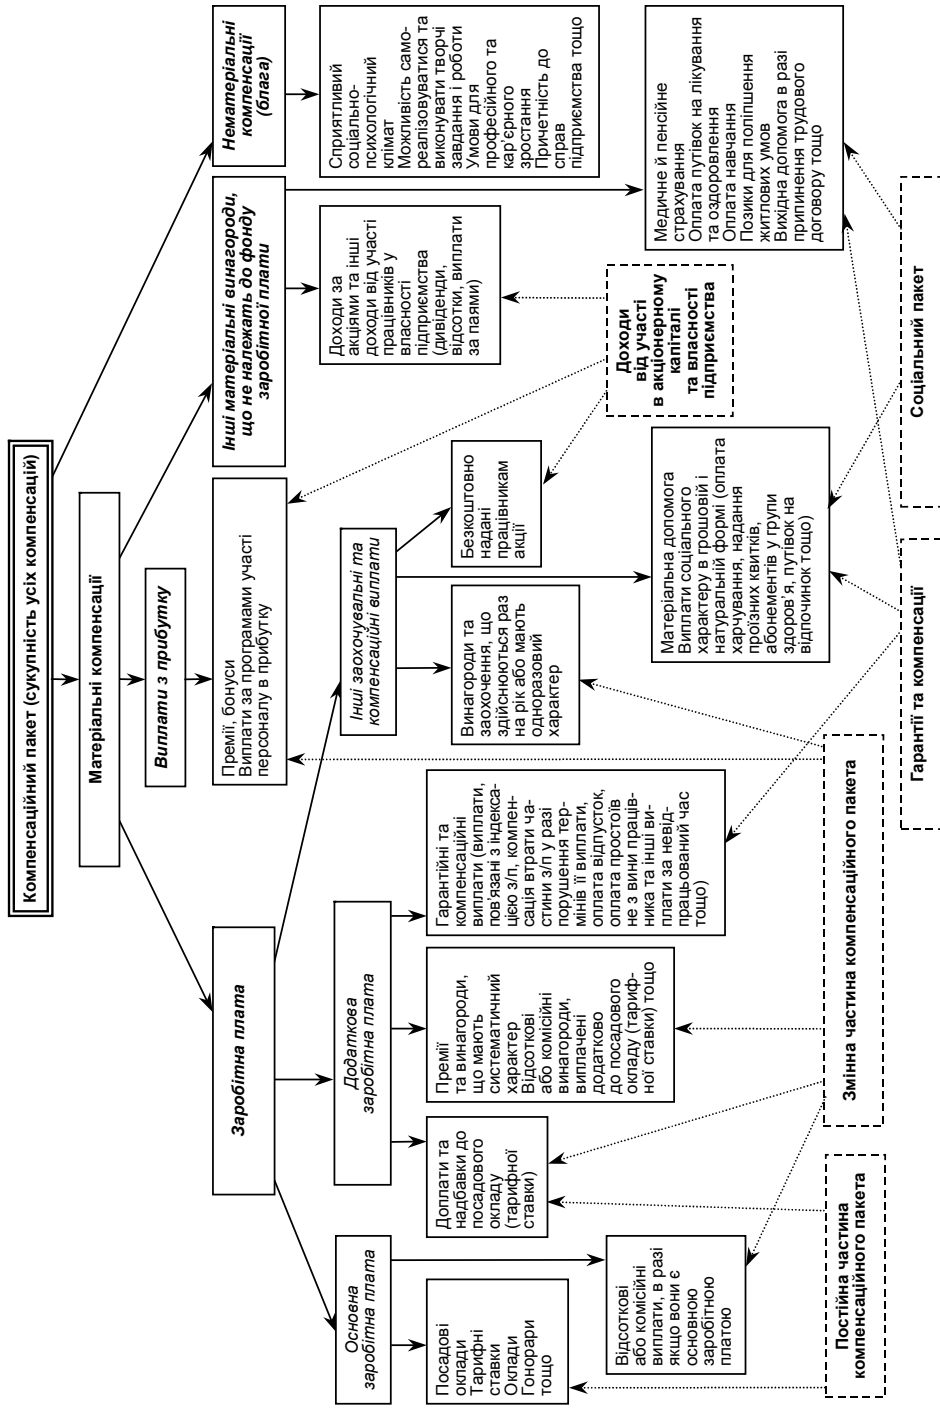 Компенсаційний пакет (сукупність усіх компенсацій)
Матеріальні компенсації
Виплати з прибутку
Заробітна плата
Премії, бонуси
Виплати за програмами участі
персоналу в прибутку
Інші матеріальні винагороди,
що не належать до фонду
заробітної плати
Нематеріальні
компенсації
(блага)
Основна
заробітна плата
Додаткова
заробітна плата
Інші заохочувальні та
компенсаційні виплати
Доходи за
акціями та інші
доходи від участі
працівників у
власності
підприємства
(дивіденди,
відсотки, виплати
за паями)
Сприятливий
соціально-
психологічний
клімат
Можливість само-
реалізовуватися та
виконувати творчі
завдання і роботи
Умови для
професійного та
кар’єрного
зростання
Причетність до
справ
підприємства тощо
Посадові
оклади
Тарифні
ставки
Оклади
Гонорари
тощо
Доплати та
надбавки до
посадового
окладу
(тарифної
ставки)
Премії
та винагороди,
що мають
систематичний
характер
Відсоткові
або комісійні
винагороди,
виплачені
додатково
до посадового
окладу (тариф-
ної ставки) тощо
Гарантійні та
компенсаційні
виплати (виплати,
пов’язані з індекса-
цією з/п, компен-
сація втрати ча-
стини з/п у разі
порушення тер-
мінів її виплати,
оплата відпусток,
оплата простоїв
не з вини праців-
ника та інші ви-
плати за невід-
працьований час
тощо)
Винагороди та
заохочення, що
здійснюються раз
на рік або мають
одноразовий
характер
Безкоштовно
надані
працівникам
акції
Відсоткові
або комісійні
виплати, в разі
якщо вони є
основною
заробітною
платою
Матеріальна допомога
Виплати соціального
характеру в грошовій і
натуральній формі (оплата
харчування, надання
проїзних квитків,
абонементів у групи
здоров’я, путівок на
відпочинок тощо)
Доходи
від участі
в акціонерному
капіталі
та власності
підприємства
Медичне й пенсійне
страхування
Оплата путівок на лікування
та оздоровлення
Оплата навчання
Позики для поліпшення
житлових умов
Вихідна допомога в разі
припинення трудового
договору тощо
Постійна частина
компенсаційного пакета
Змінна частина компенсаційного пакета
Гарантії та компенсації
Соціальний пакет